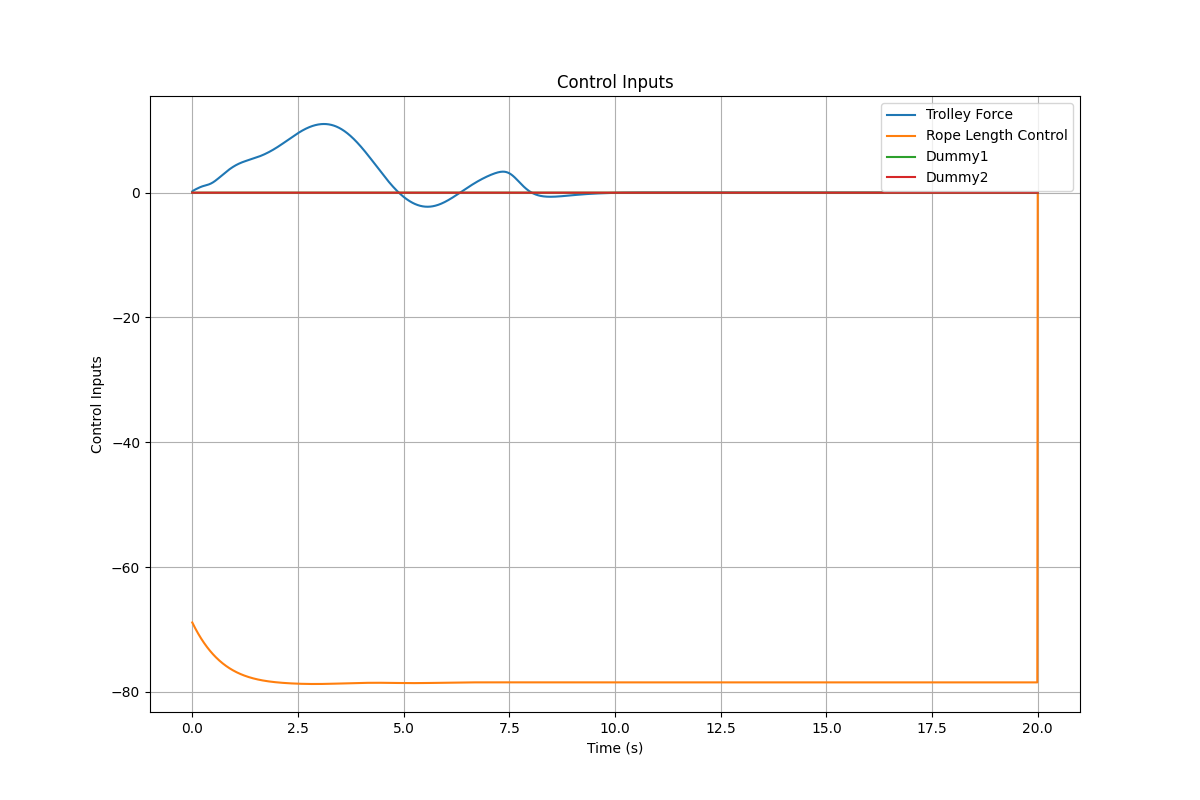 Control Inputs
Trolley Force
Rope Length Control
Dummy1
Dummy2
Control Inputs
0
−20
−40
−60
−80
0.0 2.5 5.0 7.5 10.0 12.5 15.0 17.5 20.0
Time (s)